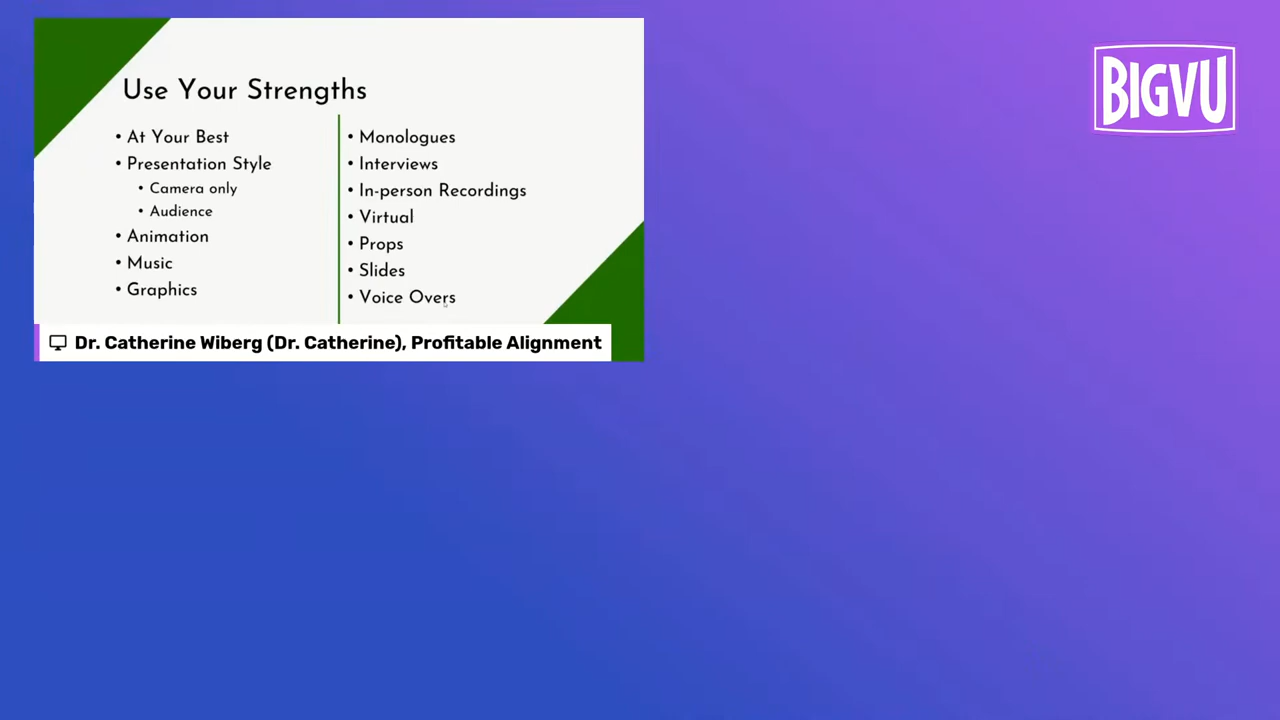 BIGVU
Use Your Strengths
• At Your Best
• Presentation Style
• Camera only
• Audience
• Animation
• Music
• Graphics
• Monologues
• Interviews
• In-person Recordings
• Virtual
• Props
• Slides
• Voice Overs
Dr. Catherine Wiberg (Dr. Catherine), Profitable Alignment